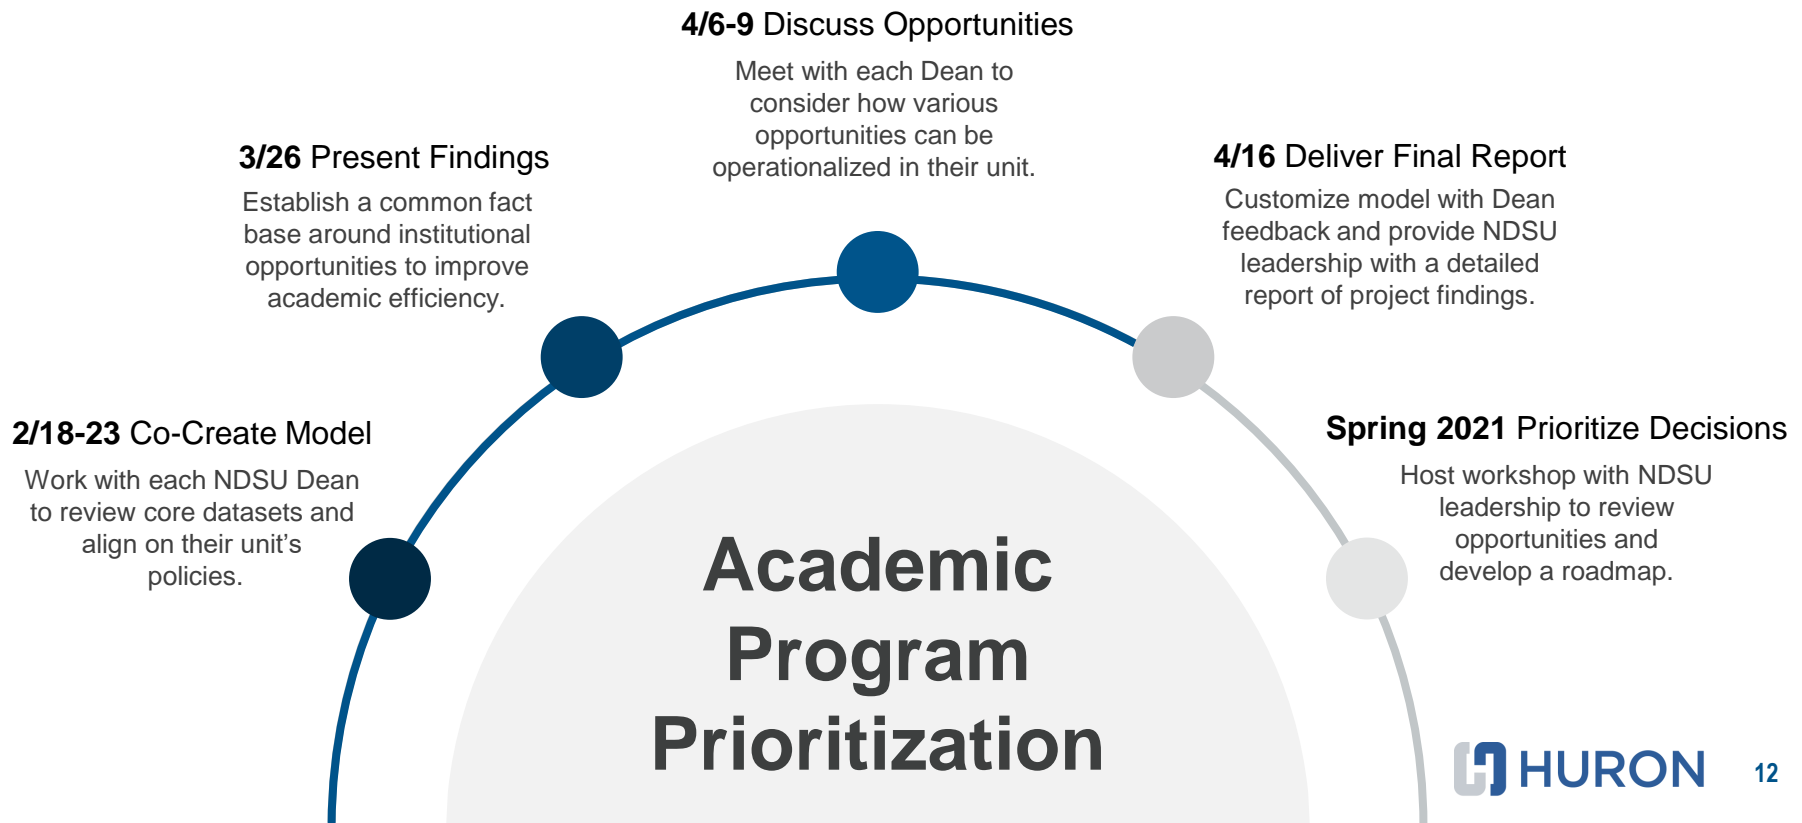 4/6-9 Discuss Opportunities
Meet with each Dean to
consider how various
opportunities can be
operationalized in their unit.
3/26 Present Findings
Establish a common fact
base around institutional
opportunities to improve
academic efficiency.
4/16 Deliver Final Report
Customize model with Dean
feedback and provide NDSU
leadership with a detailed
report of project findings.
2/18-23 Co-Create Model
Work with each NDSU Dean
to review core datasets and
align on their unit’s
policies.
Spring 2021 Prioritize Decisions
Host workshop with NDSU
leadership to review
opportunities and
develop a roadmap.
Academic
Program
Prioritization
HURON
12